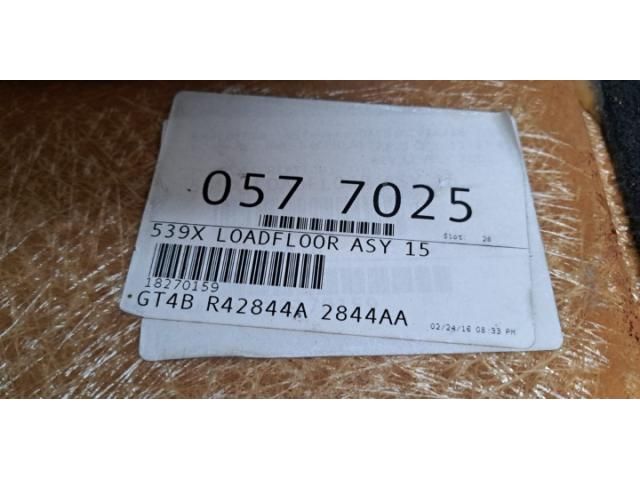 057 7025
Slot: 26
539X LOADFLOOR ASY 15
18270159
GT4B R42844A 2844AA
02/24/16 08:33 PM